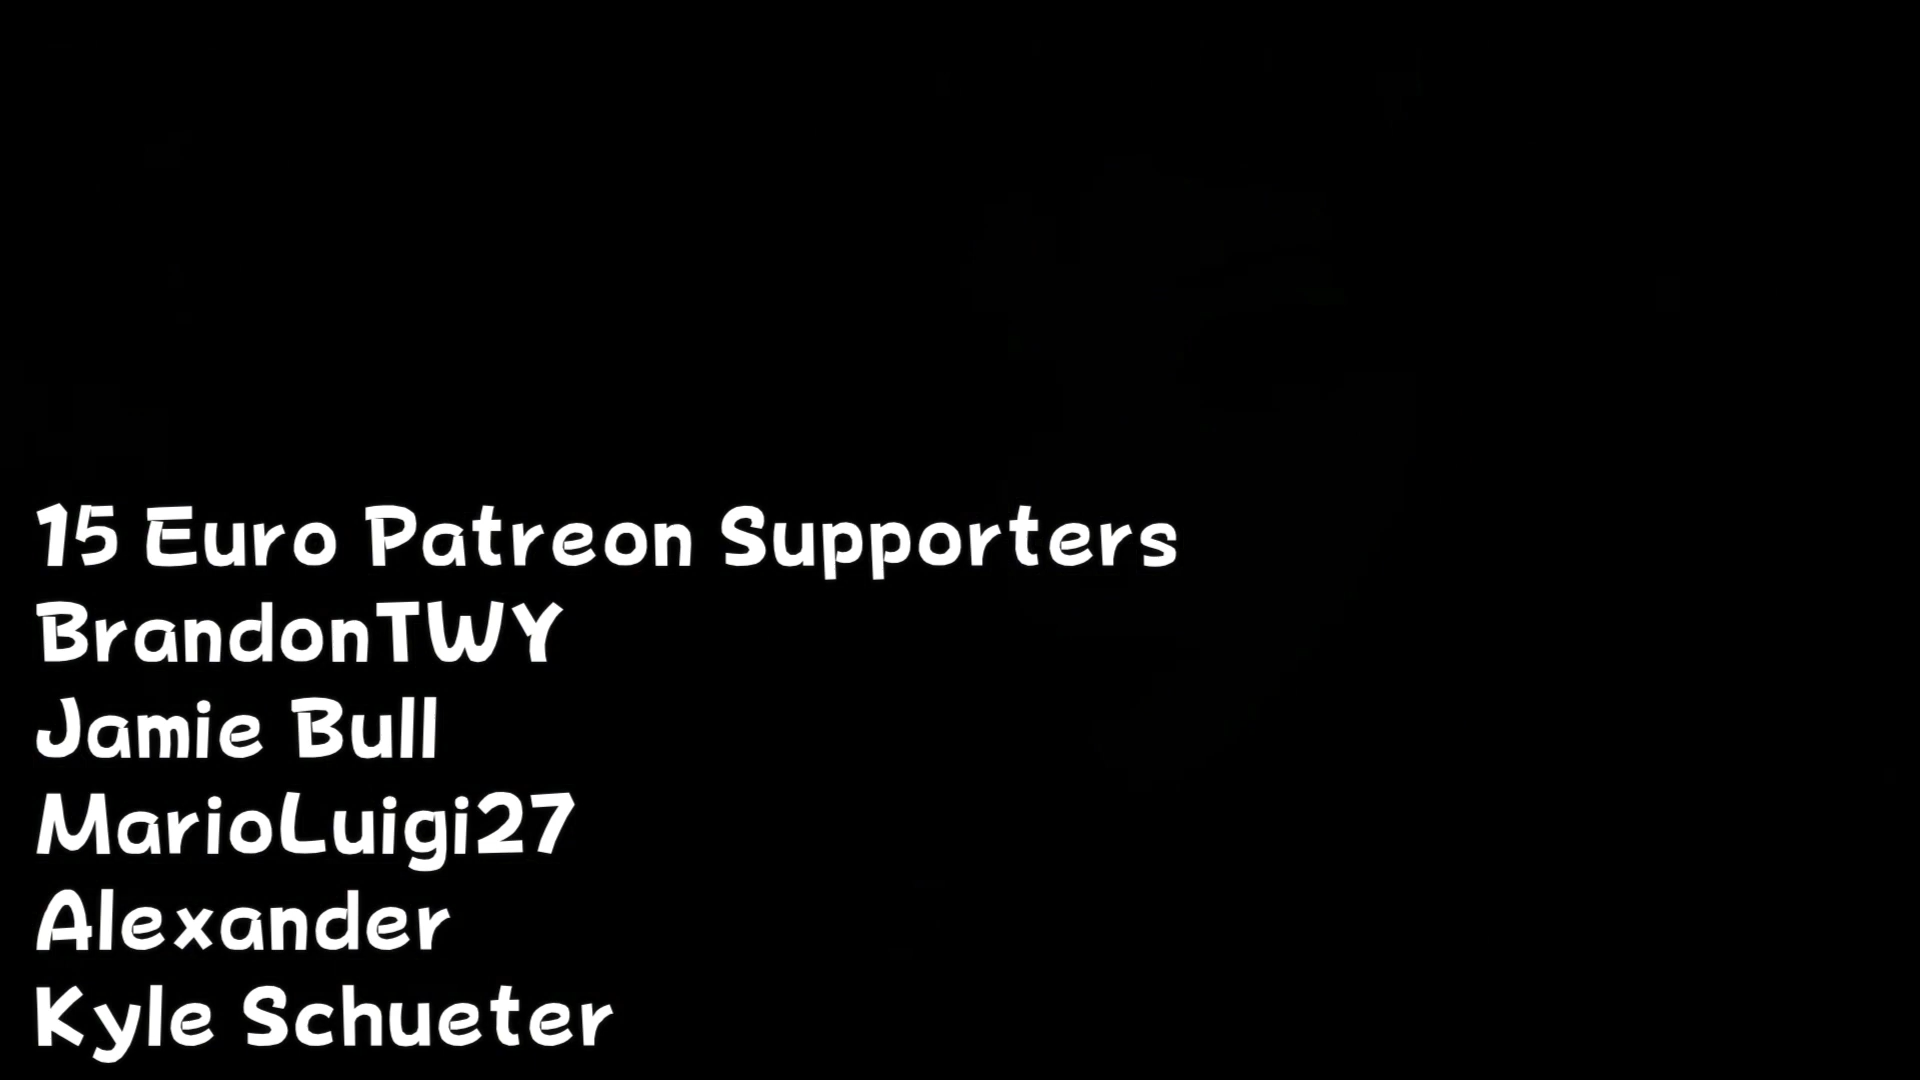 15 Euro Patreon Supporters
BrandonTWY
Jamie Bull
MarioLuigi27
Alexander
Kyle Schueter